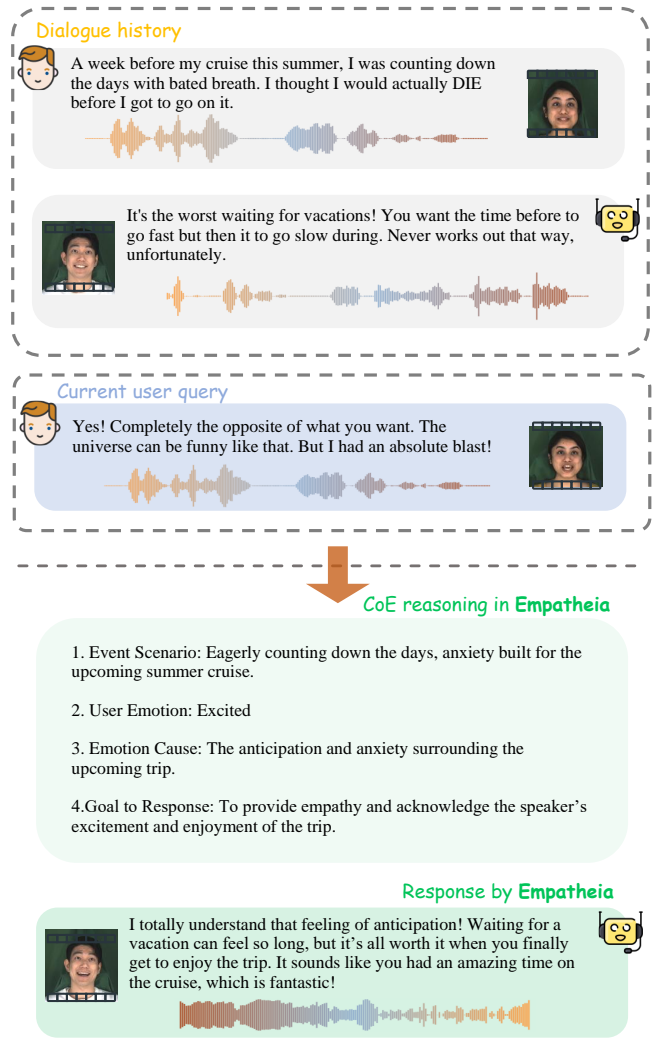 Dialogue history
A week before my cruise this summer, I was counting down
the days with bated breath. I thought I would actually DIE
before I got to go on it.
It's the worst waiting for vacations! You want the time before to
go fast but then it to go slow during. Never works out that way,
unfortunately.
Current user query
Yes! Completely the opposite of what you want. The
universe can be funny like that. But I had an absolute blast!
CoE reasoning in Empatheia
1. Event Scenario: Eagerly counting down the days, anxiety built for the
upcoming summer cruise.
2. User Emotion: Excited
3. Emotion Cause: The anticipation and anxiety surrounding the
upcoming trip.
4.Goal to Response: To provide empathy and acknowledge the speaker’s
excitement and enjoyment of the trip.
Response by Empatheia
I totally understand that feeling of anticipation! Waiting for a
vacation can feel so long, but it’s all worth it when you finally
get to enjoy the trip. It sounds like you had an amazing time on
the cruise, which is fantastic!